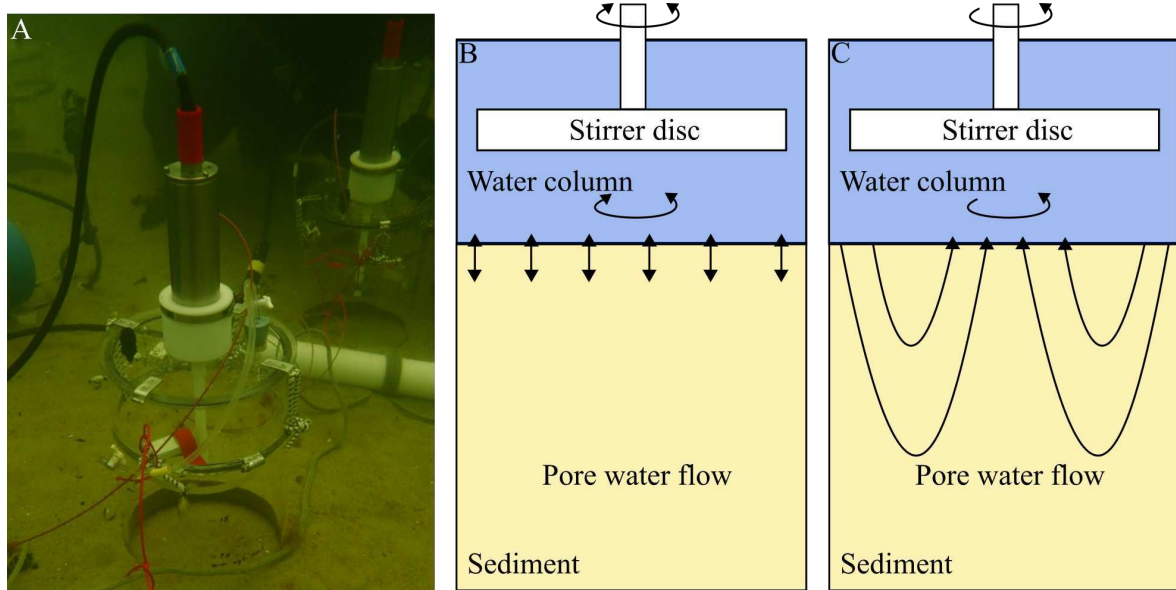 A
B
Stirrer disc
Water column
Pore water flow
Sediment
C
Stirrer disc
Water column
Pore water flow
Sediment